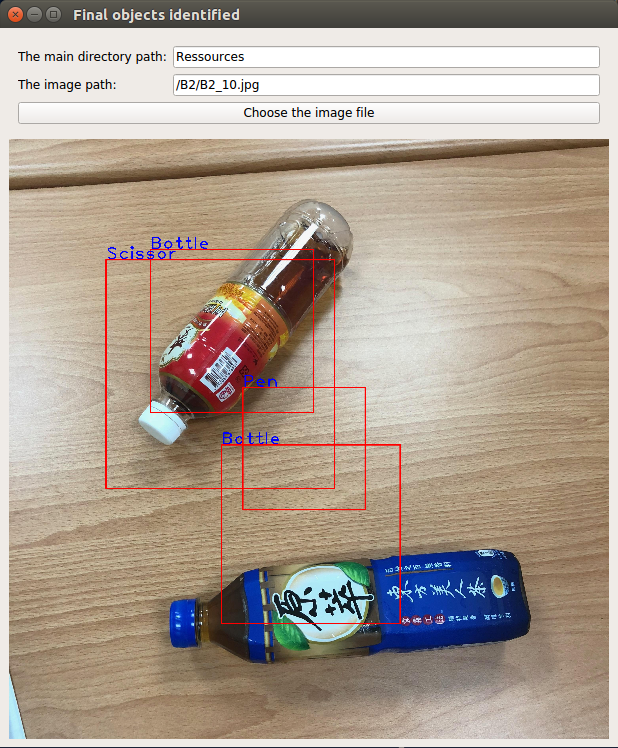 Final objects identified
The main directory path:
Ressources
The image path:
/B2/B2_10.jpg
Choose the image file
Bottle
Scissor
Pen
Bottle
原萃
東方美人茶